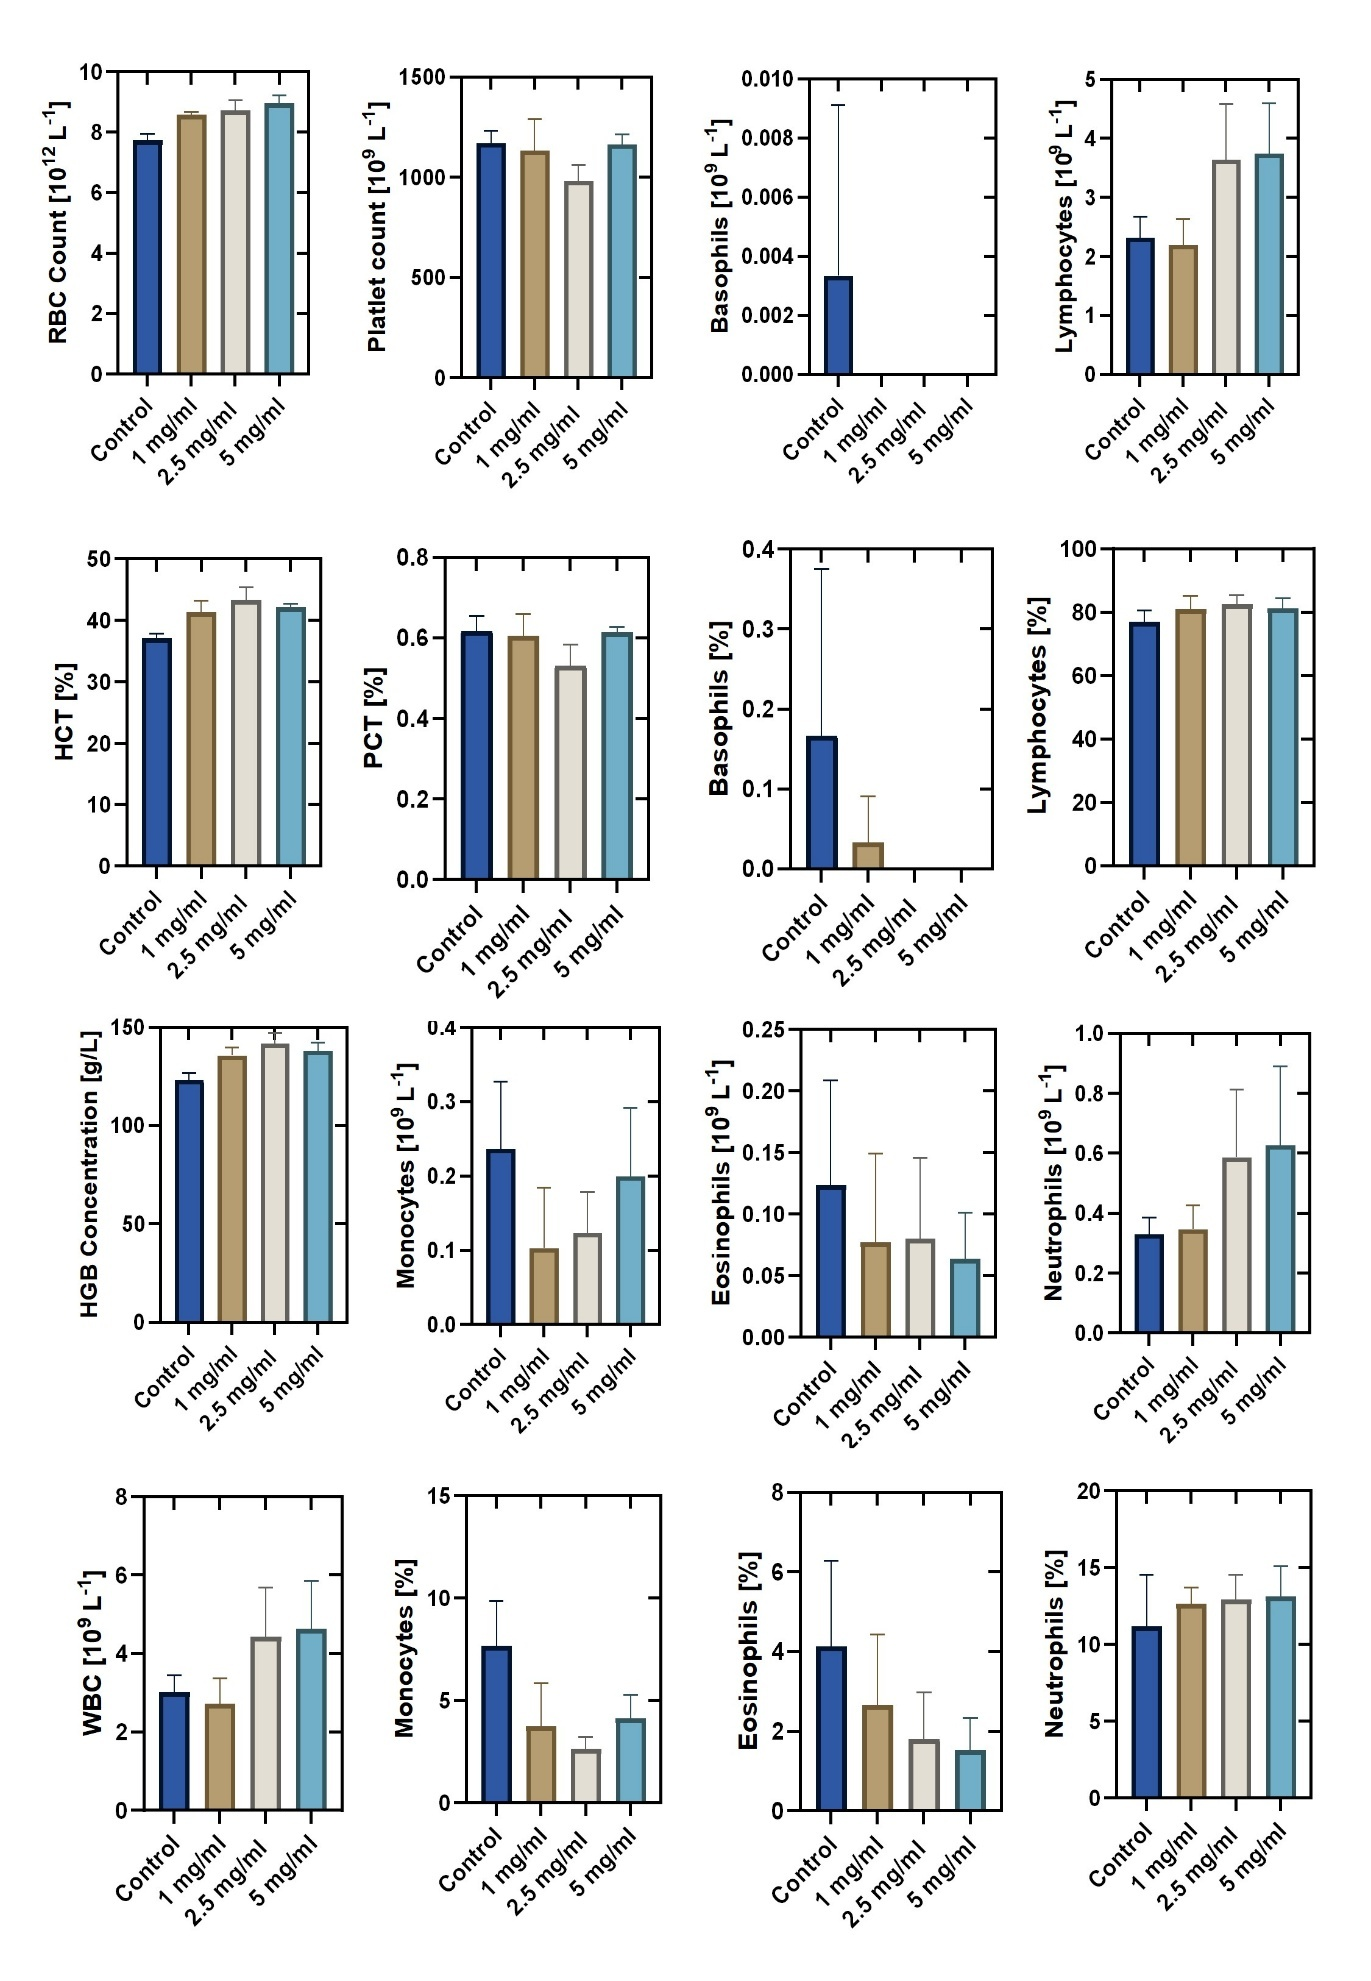 RBC Count [10¹² L⁻¹]
10
8
6
4
2
0
Control
1 mg/ml
2.5 mg/ml
5 mg/ml
Platlet count [10⁹ L⁻¹]
1500
1000
500
0
Control
1 mg/ml
2.5 mg/ml
5 mg/ml
Basophils [10⁹ L⁻¹]
0.010
0.008
0.006
0.004
0.002
0.000
Control
1 mg/ml
2.5 mg/ml
5 mg/ml
Lymphocytes [10⁹ L⁻¹]
5
4
3
2
1
0
Control
1 mg/ml
2.5 mg/ml
5 mg/ml
HCT [%]
50
40
30
20
10
0
Control
1 mg/ml
2.5 mg/ml
5 mg/ml
PCT [%]
0.8
0.6
0.4
0.2
0.0
Control
1 mg/ml
2.5 mg/ml
5 mg/ml
Basophils [%]
0.4
0.3
0.2
0.1
0.0
Control
1 mg/ml
2.5 mg/ml
5 mg/ml
Lymphocytes [%]
100
80
60
40
20
0
Control
1 mg/ml
2.5 mg/ml
5 mg/ml
HGB Concentration [g/L]
150
100
50
0
Control
1 mg/ml
2.5 mg/ml
5 mg/ml
Monocytes [10⁹ L⁻¹]
0.4
0.3
0.2
0.1
0.0
Control
1 mg/ml
2.5 mg/ml
5 mg/ml
Eosinophils [10⁹ L⁻¹]
0.25
0.20
0.15
0.10
0.05
0.00
Control
1 mg/ml
2.5 mg/ml
5 mg/ml
Neutrophils [10⁹ L⁻¹]
1.0
0.8
0.6
0.4
0.2
0.0
Control
1 mg/ml
2.5 mg/ml
5 mg/ml
WBC [10⁹ L⁻¹]
8
6
4
2
0
Control
1 mg/ml
2.5 mg/ml
5 mg/ml
Monocytes [%]
15
10
5
0
Control
1 mg/ml
2.5 mg/ml
5 mg/ml
Eosinophils [%]
8
6
4
2
0
Control
1 mg/ml
2.5 mg/ml
5 mg/ml
Neutrophils [%]
20
15
10
5
0
Control
1 mg/ml
2.5 mg/ml
5 mg/ml